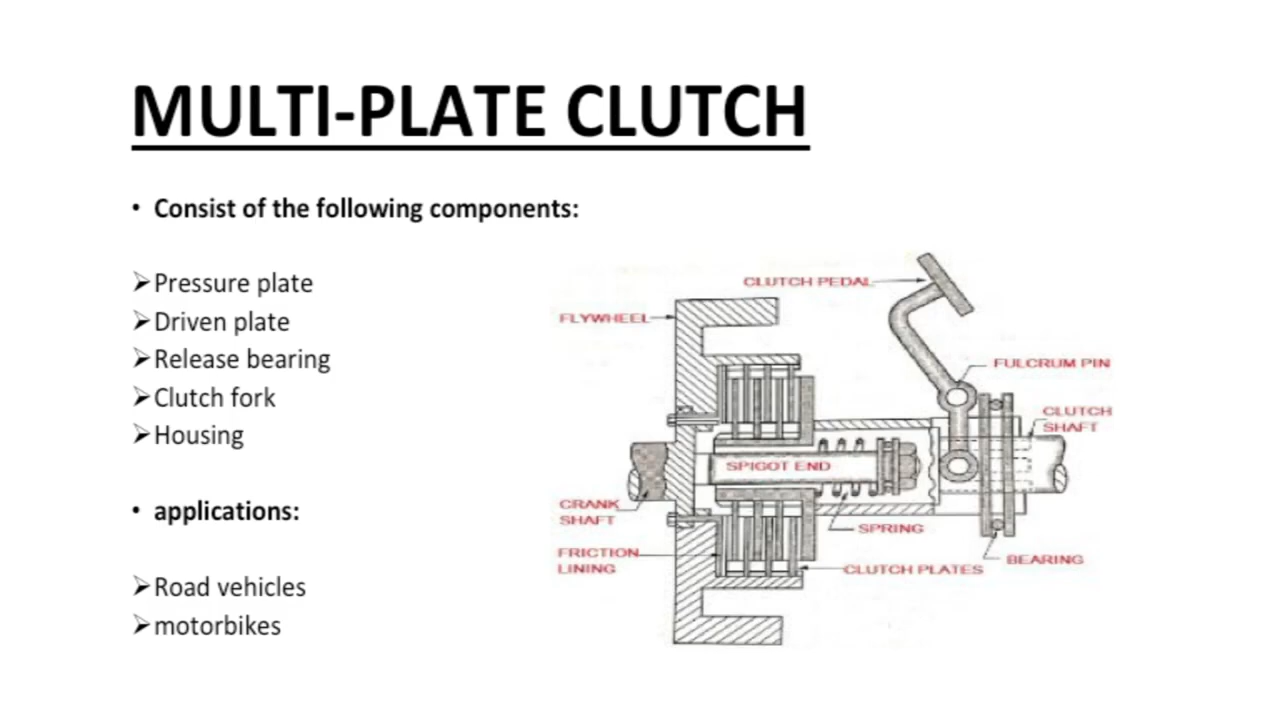 MULTI-PLATE CLUTCH
• Consist of the following components:
➢Pressure plate
➢Driven plate
➢Release bearing
➢Clutch fork
➢Housing
• applications:
➢Road vehicles
➢motorbikes
CLUTCH PEDAL
FLYWHEEL
FULCRUM PIN
CLUTCH
SHAFT
SPIGOT END
CRANK
SHAFT
SPRING
FRICTION
LINING
CLUTCH PLATES
BEARING